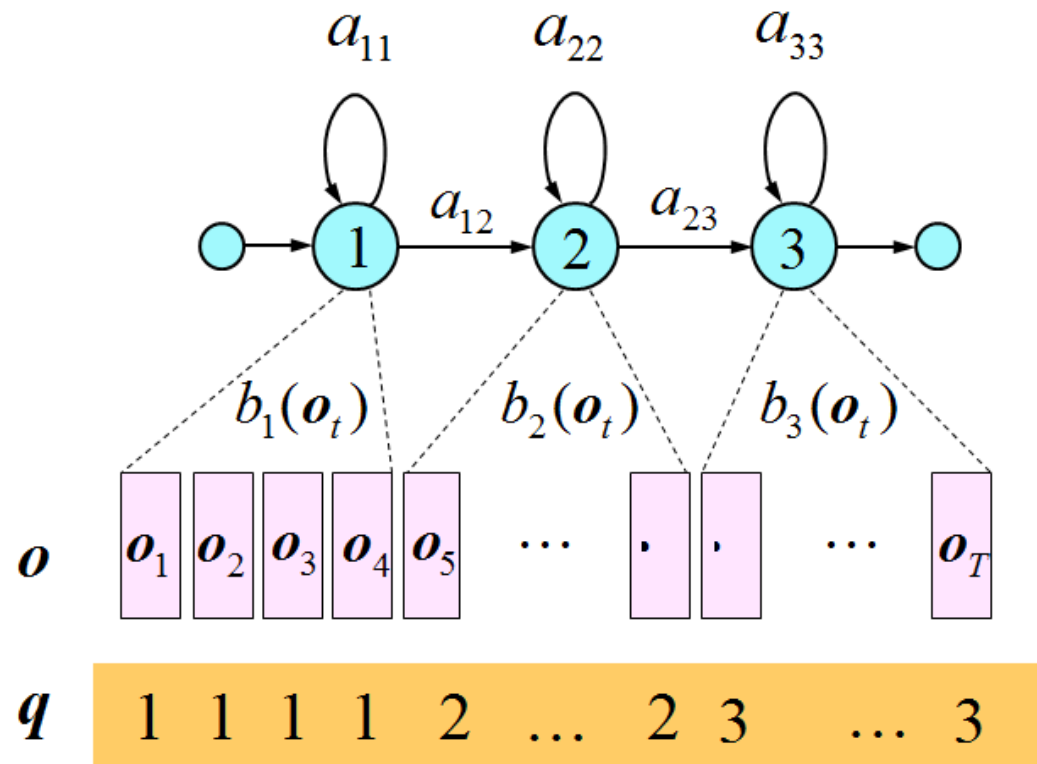 a₁₁ a₂₂ a₃₃
a₁₂ a₂₃
1 2 3
b₁(oₜ) b₂(oₜ) b₃(oₜ)
o o₁ o₂ o₃ o₄ o₅ ··· · · ··· o_T
q 1 1 1 1 2 ... 2 3 ... 3